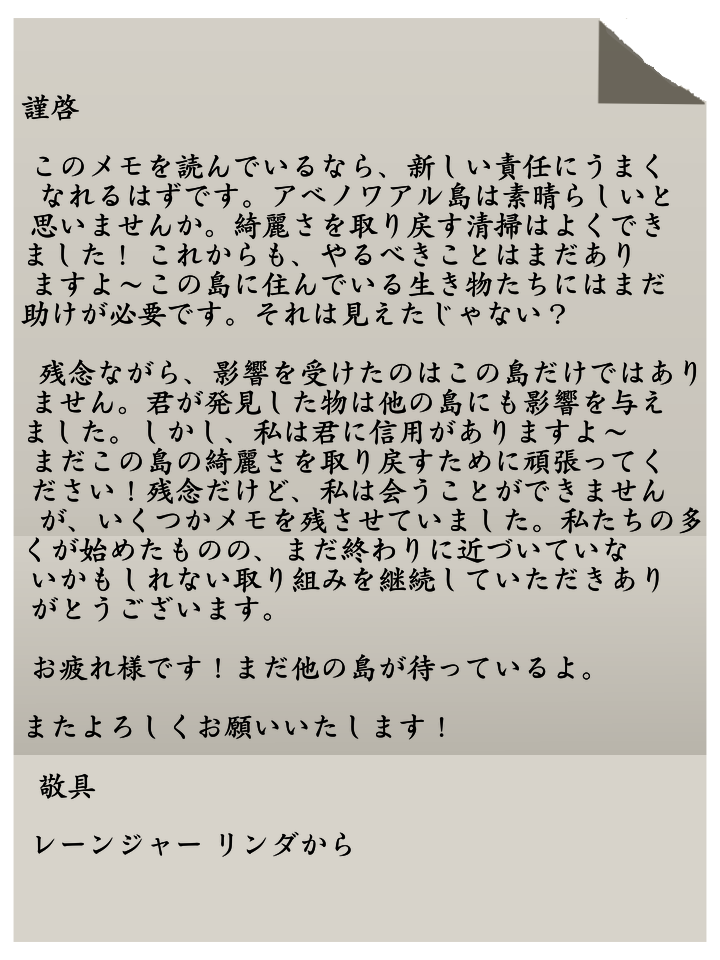 謹啓
このメモを読んでいるなら、新しい責任にうまく
なれるはずです。アベノワアル島は素晴らしいと
思いませんか。綺麗さを取り戻す清掃はよくでき
ました！ これからも、やるべきことはまだあり
ますよ～この島に住んでいる生き物たちにはまだ
助けが必要です。それは見えたじゃない？
残念ながら、影響を受けたのはこの島だけではあり
ません。君が発見した物は他の島にも影響を与え
ました。しかし、私は君に信用がありますよ～
まだこの島の綺麗さを取り戻すために頑張ってく
ださい！残念だけど、私は会うことができません
が、いくつかメモを残させていました。私たちの多
くが始めたものの、まだ終わりに近づいていな
いかもしれない取り組みを継続していただきあり
がとうございます。
お疲れ様です！まだ他の島が待っているよ。
またよろしくお願いいたします！
敬具
レーンジャー リンダから